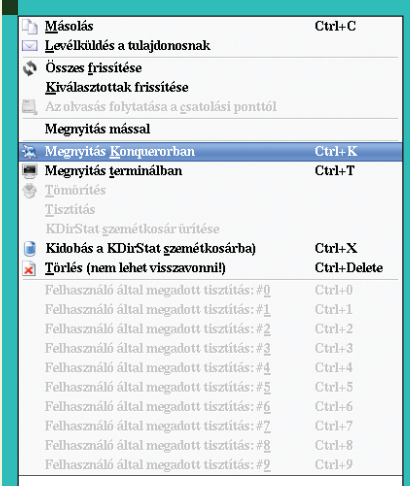 Másolás Ctrl+C
Levélküldés a tulajdonosnak
Összes frissítése
Kiválasztottak frissítése
Az olvasás folytatása a csatolási ponttól
Megnyitás mással
Megnyitás Konquerorban Ctrl+K
Megnyitás terminálban Ctrl+T
Tömörítés
Tisztítás
KDirStat szemétkosár ürítése
Kidobás a KDirStat szemétkosárba) Ctrl+X
Törlés (nem lehet visszavonni!) Ctrl+Delete
Felhasználó által megadott tisztítás: #0 Ctrl+0
Felhasználó által megadott tisztítás: #1 Ctrl+1
Felhasználó által megadott tisztítás: #2 Ctrl+2
Felhasználó által megadott tisztítás: #3 Ctrl+3
Felhasználó által megadott tisztítás: #4 Ctrl+4
Felhasználó által megadott tisztítás: #5 Ctrl+5
Felhasználó által megadott tisztítás: #6 Ctrl+6
Felhasználó által megadott tisztítás: #7 Ctrl+7
Felhasználó által megadott tisztítás: #8 Ctrl+8
Felhasználó által megadott tisztítás: #9 Ctrl+9